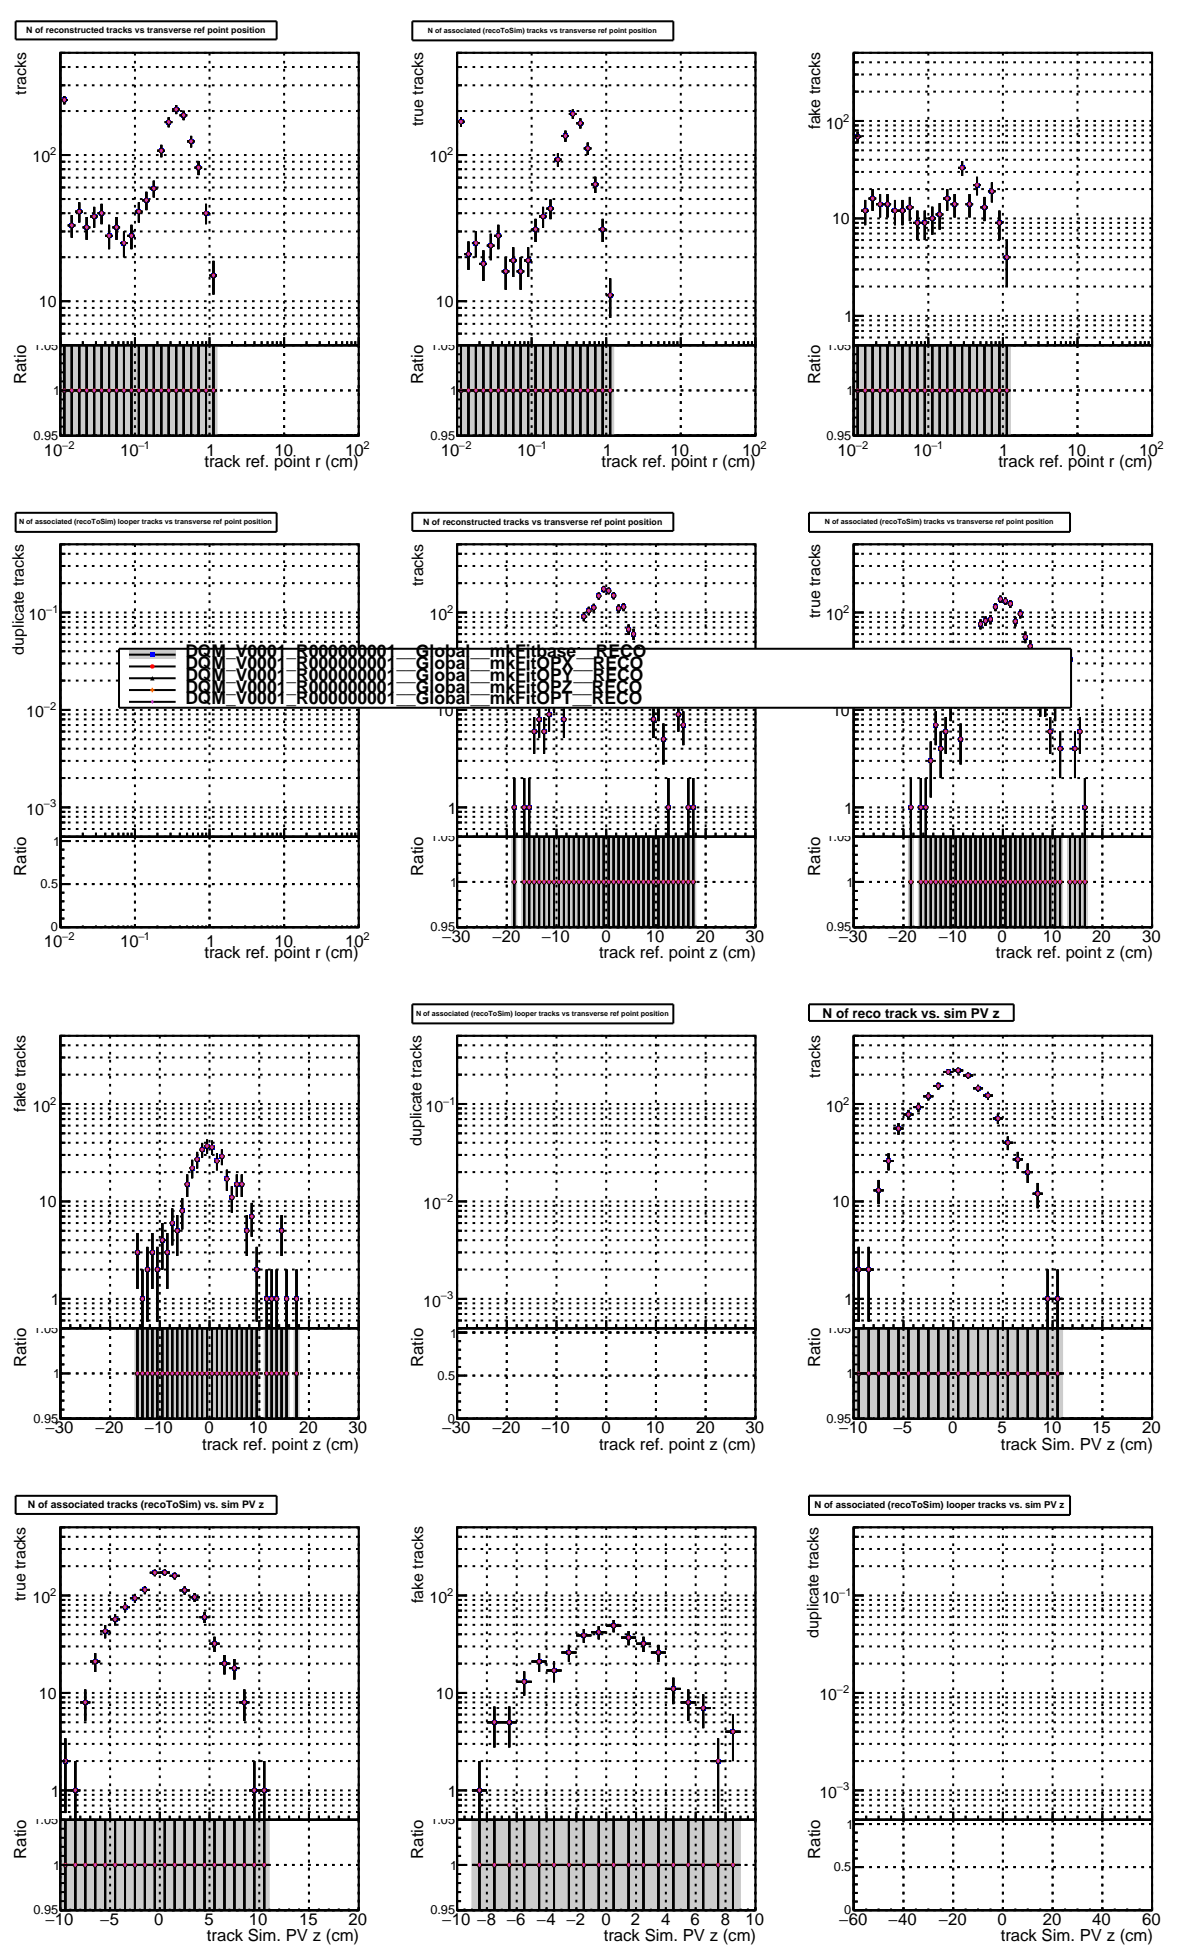 N of reconstructed tracks vs transverse ref point position
tracks
10²
10
Ratio
1.05
1
0.95
10⁻² 10⁻¹ 1 10 10²
track ref. point r (cm)
N of associated (recoToSim) tracks vs transverse ref point position
true tracks
10²
10
Ratio
1.05
1
0.95
10⁻² 10⁻¹ 1 10 10²
track ref. point r (cm)
fake tracks
10²
10
1
Ratio
1.05
1
0.95
10⁻² 10⁻¹ 1 10 10²
track ref. point r (cm)
N of associated (recoToSim) looper tracks vs transverse ref point position
duplicate tracks
10⁻¹
10⁻²
10⁻³
Ratio
1
0.5
0
10⁻² 10⁻¹ 1 10 10²
track ref. point r (cm)
N of reconstructed tracks vs transverse ref point position
tracks
10²
10
1
Ratio
1.05
1
0.95
−30 −20 −10 0 10 20 30
track ref. point z (cm)
N of associated (recoToSim) tracks vs transverse ref point position
true tracks
10²
10
1
Ratio
1.05
1
0.95
−30 −20 −10 0 10 20 30
track ref. point z (cm)
DQM_V0001_R000000001__Global__mkFitbase__RECO
DQM_V0001_R000000001__Global__mkFitOPX__RECO
DQM_V0001_R000000001__Global__mkFitOPY__RECO
DQM_V0001_R000000001__Global__mkFitOPZ__RECO
DQM_V0001_R000000001__Global__mkFitOPT__RECO
fake tracks
10²
10
1
Ratio
1.05
1
0.95
−30 −20 −10 0 10 20 30
track ref. point z (cm)
N of associated (recoToSim) looper tracks vs transverse ref point position
duplicate tracks
10⁻¹
10⁻²
10⁻³
Ratio
1
0.5
0
−30 −20 −10 0 10 20 30
track ref. point z (cm)
N of reco track vs. sim PV z
tracks
10²
10
1
Ratio
1.05
1
0.95
−10 −5 0 5 10 15 20
track Sim. PV z (cm)
N of associated tracks (recoToSim) vs. sim PV z
true tracks
10²
10
1
Ratio
1.05
1
0.95
−10 −5 0 5 10 15 20
track Sim. PV z (cm)
fake tracks
10²
10
1
Ratio
1.05
1
0.95
−10 −8 −6 −4 −2 0 2 4 6 8 10
track Sim. PV z (cm)
N of associated (recoToSim) looper tracks vs. sim PV z
duplicate tracks
10⁻¹
10⁻²
10⁻³
Ratio
1
0.5
0
−60 −40 −20 0 20 40 60
track Sim. PV z (cm)